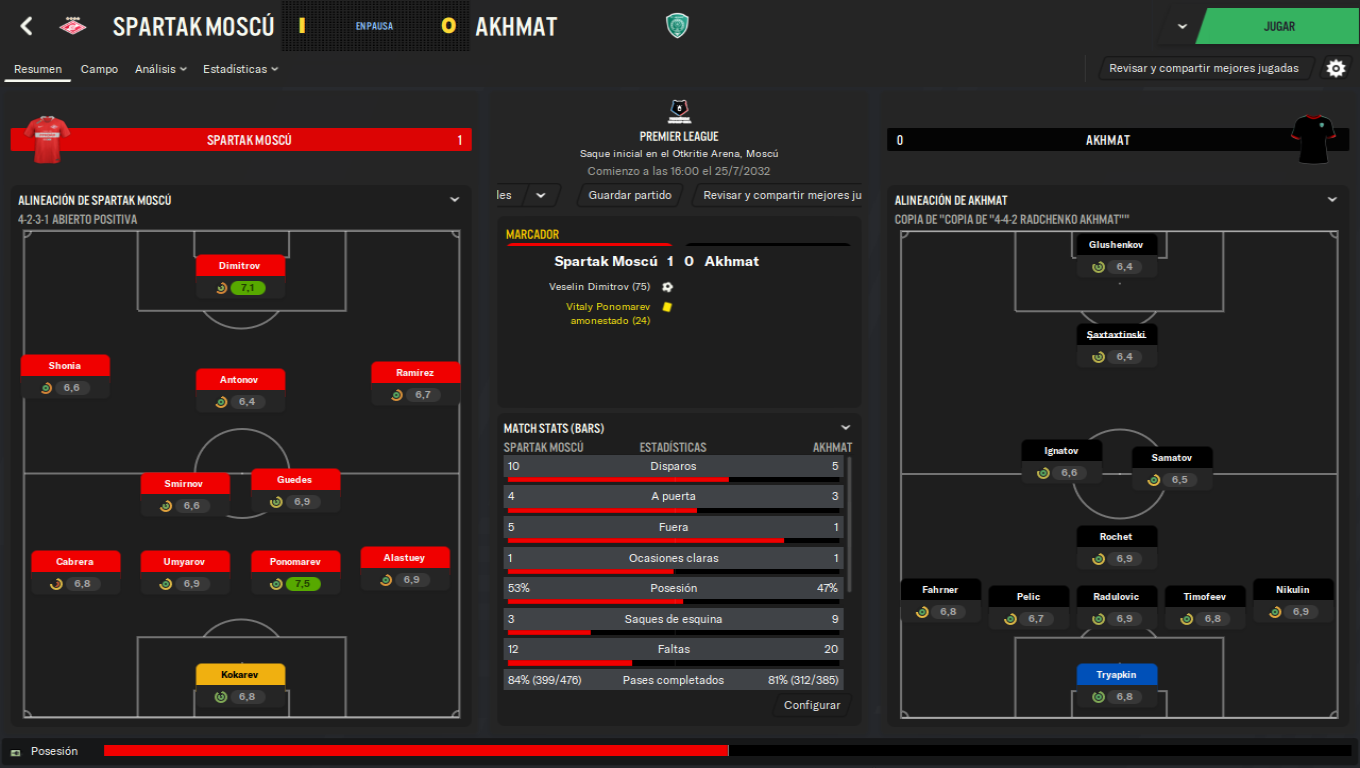 SPARTAK MOSCÚ
1
EN PAUSA
0
AKHMAT
JUGAR
Resumen
Campo
Análisis
Estadísticas
Revisar y compartir mejores jugadas
SPARTAK MOSCÚ
1
PREMIER LEAGUE
Saque inicial en el Otkritie Arena, Moscú
Comienzo a las 16:00 el 25/7/2032
0
AKHMAT
les
Guardar partido
Revisar y compartir mejores ju
ALINEACIÓN DE SPARTAK MOSCÚ
4-2-3-1 ABIERTO POSITIVA
Dimitrov
7,1
Shonia
6,6
Antonov
6,4
Ramírez
6,7
Smirnov
6,6
Guedes
6,9
Cabrera
6,8
Umyarov
6,9
Ponomarev
7,5
Alastuey
6,9
Kokarev
6,8
MARCADOR
Spartak Moscú 1 0 Akhmat
Veselin Dimitrov (75)
Vitaly Ponomarev
amonestado (24)
MATCH STATS (BARS)
SPARTAK MOSCÚ ESTADÍSTICAS AKHMAT
10 Disparos 5
4 A puerta 3
5 Fuera 1
1 Ocasiones claras 1
53% Posesión 47%
3 Saques de esquina 9
12 Faltas 20
84% (399/476) Pases completados 81% (312/385)
Configurar
ALINEACIÓN DE AKHMAT
COPIA DE "COPIA DE "4-4-2 RADCHENKO AKHMAT""
Glushenkov
6,4
Şaxtaxtinski
6,4
Ignatov
6,6
Samatov
6,5
Rochet
6,9
Fahrner
6,8
Pelic
6,7
Radulovic
6,9
Timofeev
6,8
Nikulin
6,9
Tryapkin
6,8
Posesión